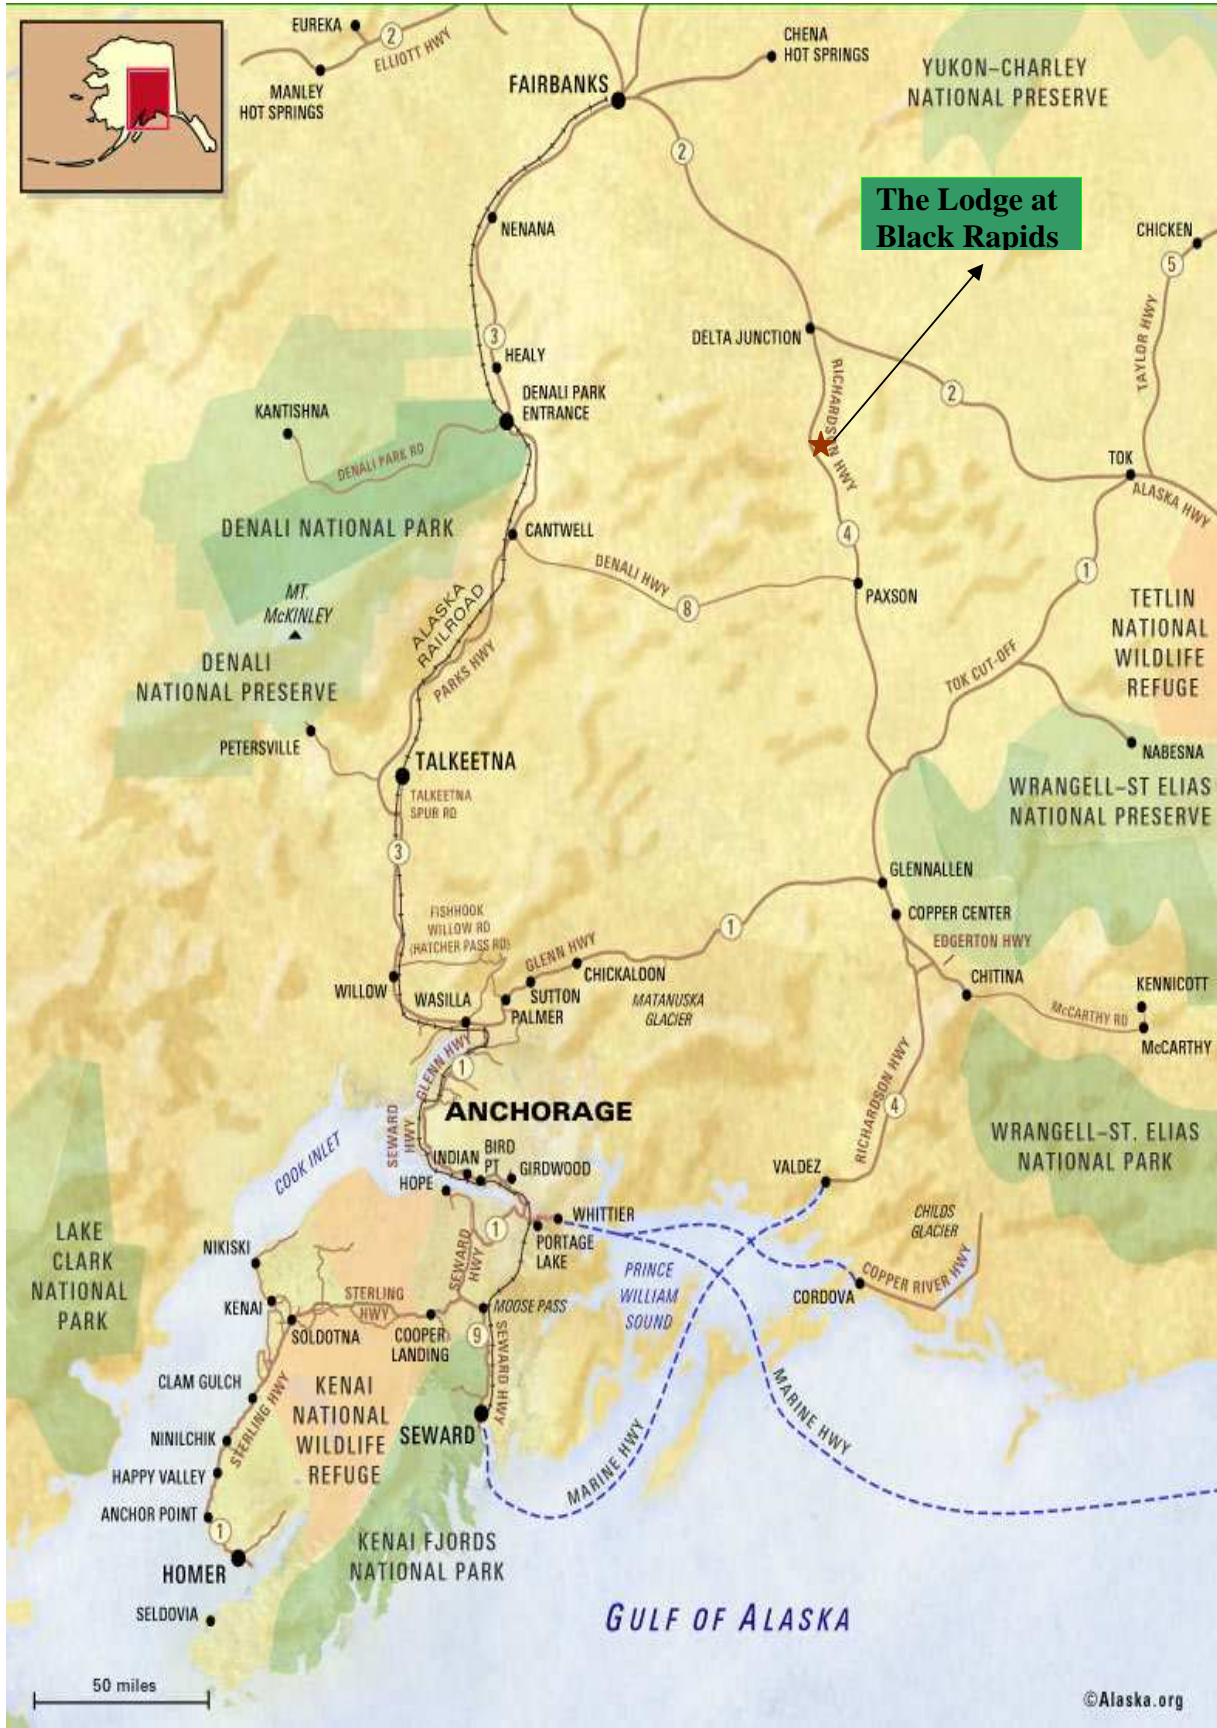 EUREKA
2
ELLIOTT HWY
MANLEY
HOT SPRINGS
FAIRBANKS
CHENA
HOT SPRINGS
YUKON–CHARLEY
NATIONAL PRESERVE
2
The Lodge at
Black Rapids
NENANA
CHICKEN
5
TAYLOR HWY
3
HEALY
DELTA JUNCTION
RICHARDSON HWY
2
DENALI PARK
ENTRANCE
KANTISHNA
DENALI PARK RD
TOK
ALASKA HWY
DENALI NATIONAL PARK
CANTWELL
4
DENALI HWY
8
1
PAXSON
MT.
McKINLEY
ALASKA
RAILROAD
PARKS HWY
TETLIN
NATIONAL
WILDLIFE
REFUGE
DENALI
NATIONAL PRESERVE
TOK CUT-OFF
PETERSVILLE
NABESNA
TALKEETNA
TALKEETNA
SPUR RD
WRANGELL–ST ELIAS
NATIONAL PRESERVE
3
GLENNALLEN
FISHHOOK
WILLOW RD
(HATCHER PASS RD)
1
COPPER CENTER
EDGERTON HWY
GLENN HWY
CHICKALOON
CHITINA
WILLOW
WASILLA
SUTTON
PALMER
MATANUSKA
GLACIER
KENNICOTT
McCARTHY RD
McCARTHY
GLENN HWY
1
ANCHORAGE
SEWARD
HWY
RICHARDSON HWY
4
WRANGELL–ST. ELIAS
NATIONAL PARK
COOK INLET
INDIAN
BIRD
PT
GIRDWOOD
HOPE
VALDEZ
1
WHITTIER
PORTAGE
LAKE
CHILDS
GLACIER
LAKE
CLARK
NATIONAL
PARK
NIKISKI
SEWARD
HWY
PRINCE
WILLIAM
SOUND
COPPER RIVER HWY
CORDOVA
KENAI
STERLING
HWY
MOOSE PASS
SOLDOTNA
COOPER
LANDING
9
SEWARD HWY
CLAM GULCH
STERLING HWY
KENAI
NATIONAL
WILDLIFE
REFUGE
SEWARD
NINILCHIK
HAPPY VALLEY
MARINE HWY
MARINE HWY
ANCHOR POINT
1
KENAI FJORDS
NATIONAL PARK
HOMER
SELDOVIA
GULF OF ALASKA
50 miles
©Alaska.org